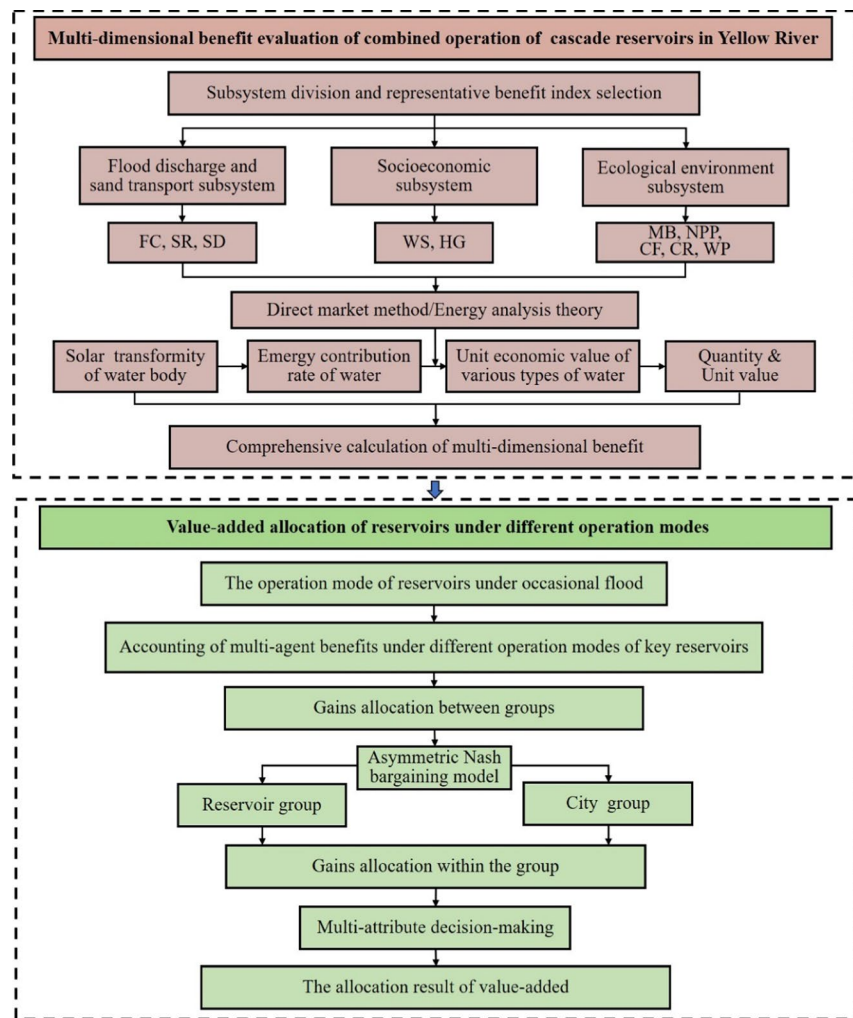 Multi-dimensional benefit evaluation of combined operation of cascade reservoirs in Yellow River
Subsystem division and representative benefit index selection
Flood discharge and
sand transport subsystem
Socioeconomic
subsystem
Ecological environment
subsystem
FC, SR, SD
WS, HG
MB, NPP,
CF, CR, WP
Direct market method/Energy analysis theory
Solar transformity
of water body
Emergy contribution
rate of water
Unit economic value of
various types of water
Quantity &
Unit value
Comprehensive calculation of multi-dimensional benefit
Value-added allocation of reservoirs under different operation modes
The operation mode of reservoirs under occasional flood
Accounting of multi-agent benefits under different operation modes of key reservoirs
Gains allocation between groups
Asymmetric Nash
bargaining model
Reservoir group
City group
Gains allocation within the group
Multi-attribute decision-making
The allocation result of value-added